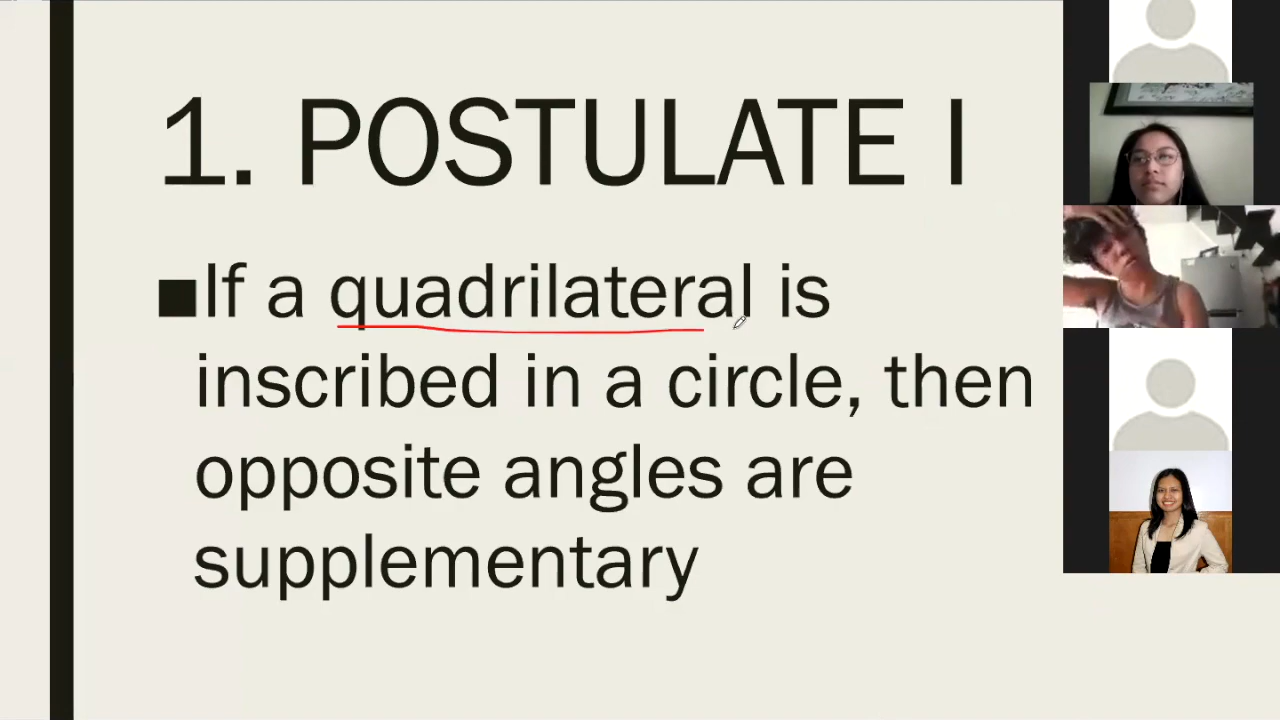 1. POSTULATE I
■If a quadrilateral is
inscribed in a circle, then
opposite angles are
supplementary